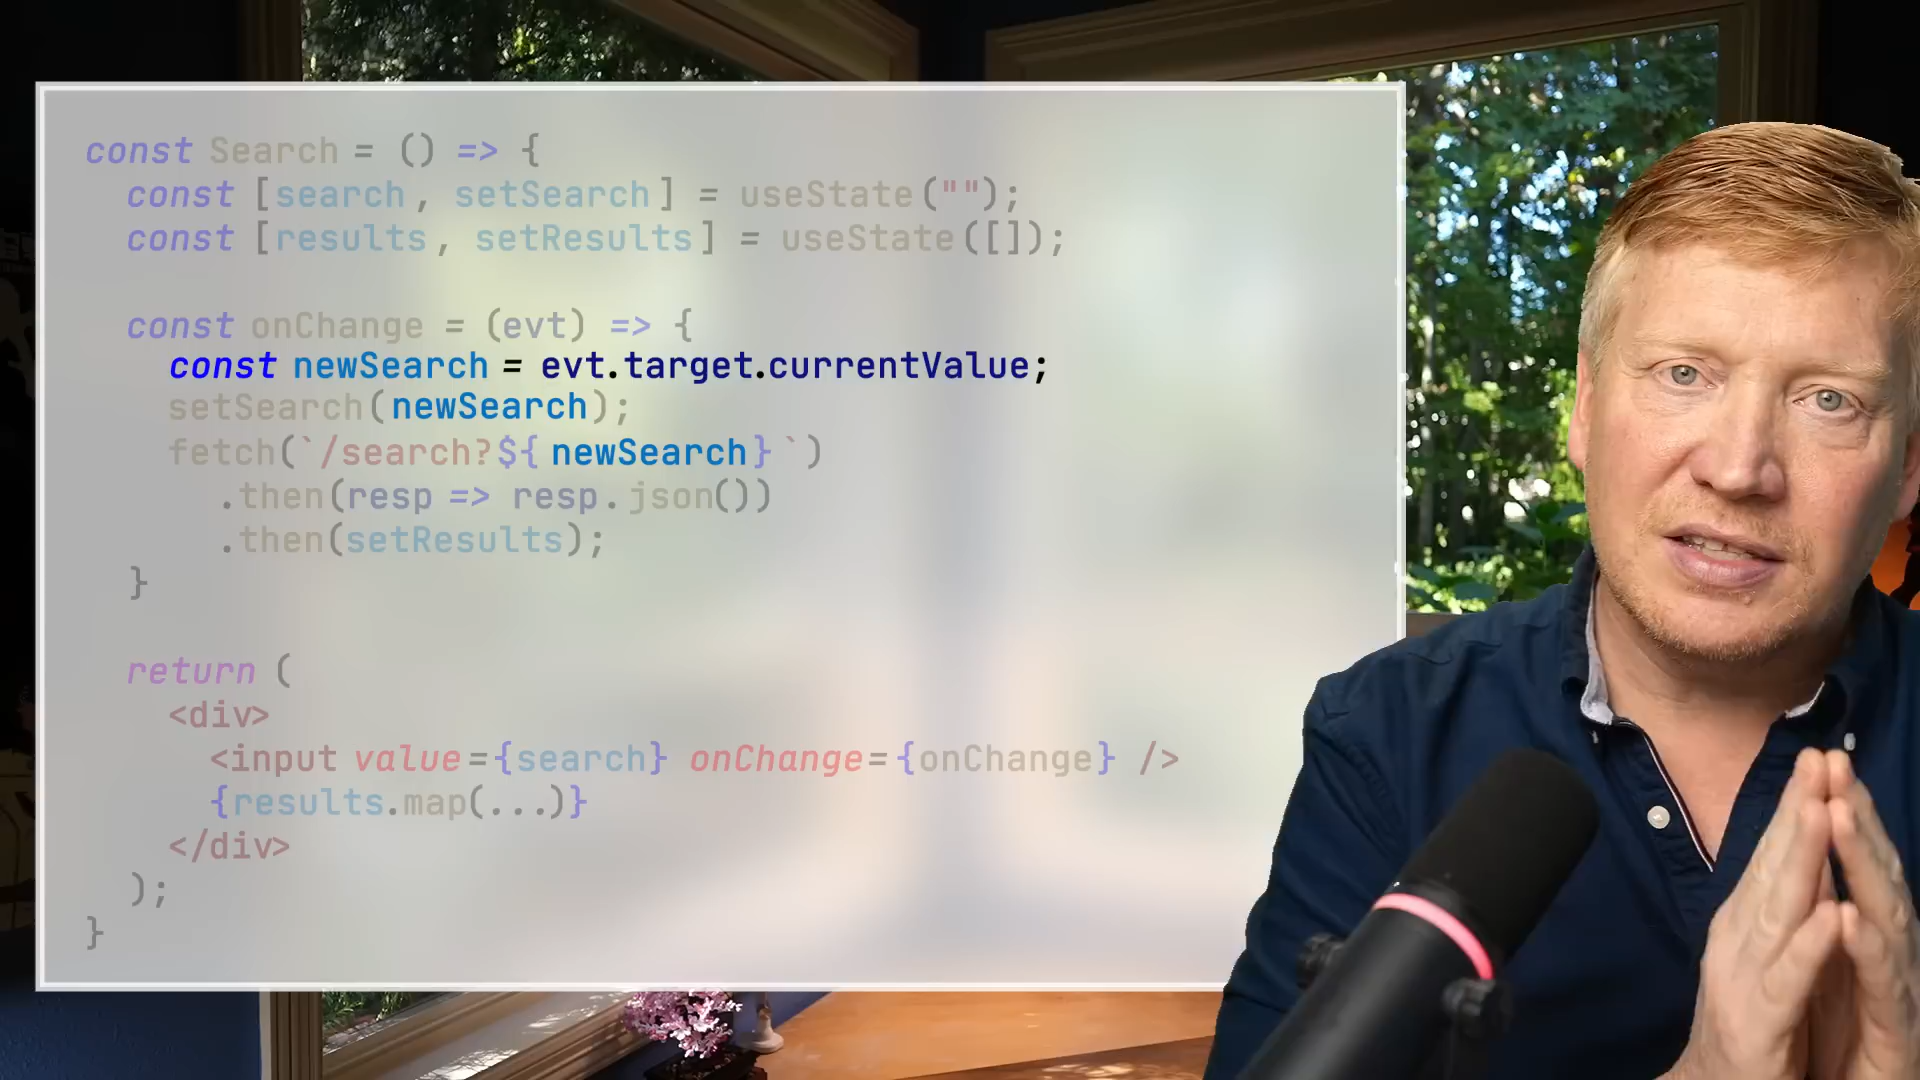 const Search = () => {
const [search, setSearch] = useState("");
const [results, setResults] = useState([]);
const onChange = (evt) => {
const newSearch = evt.target.currentValue;
setSearch(newSearch);
fetch(`/search?${newSearch}`)
.then(resp => resp.json())
.then(setResults);
}
return (
<div>
<input value={search} onChange={onChange} />
{results.map(...)}
</div>
);
}